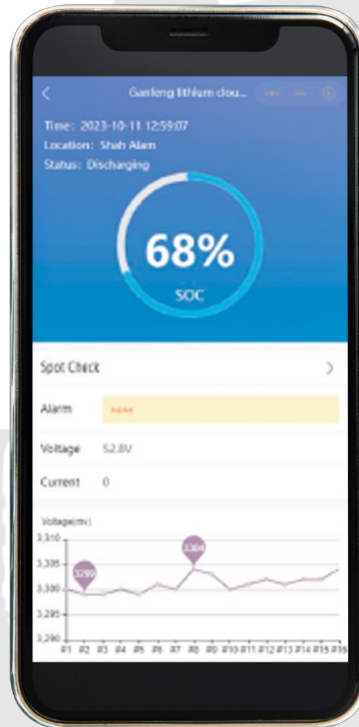 Ganfeng lithium clou...
Time: 2023-10-11 12:59:07
Location: Shah Alam
Status: Discharging
68%
SOC
Spot Check
Alarm
Voltage 52.8V
Current 0
Voltage(mv)
3,310
3,305
3,300
3,295
3,290
3299
3304
#1 #2 #3 #4 #5 #6 #7 #8 #9 #10 #11 #12 #13 #14 #15 #16